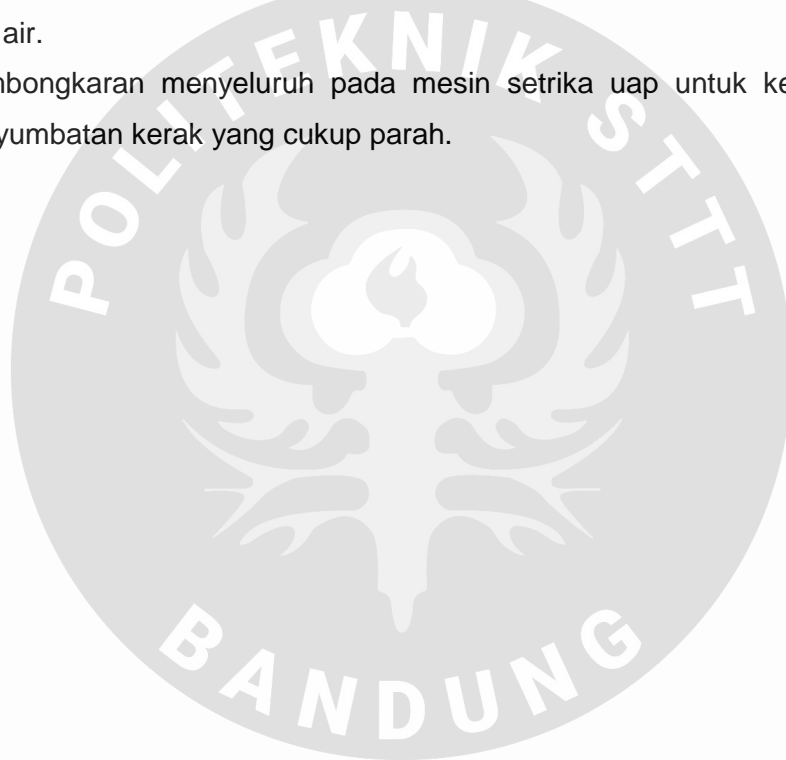 air.
mbongkaran menyeluruh pada mesin setrika uap untuk ke
yumbatan kerak yang cukup parah.
POLITEKNIK STTT
BANDUNG